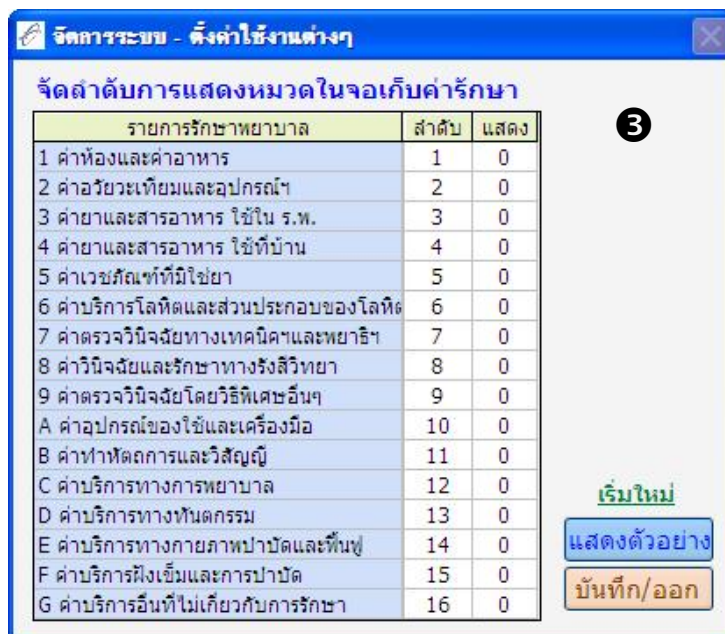 จัดการระบบ - ตั้งค่าใช้งานต่างๆ
จัดลำดับการแสดงหมวดในจอเก็บค่ารักษา
❸
รายการรักษาพยาบาล ลำดับ แสดง
1 ค่าห้องและค่าอาหาร 1 0
2 ค่าอวัยวะเทียมและอุปกรณ์ฯ 2 0
3 ค่ายาและสารอาหาร ใช้ใน ร.พ. 3 0
4 ค่ายาและสารอาหาร ใช้ที่บ้าน 4 0
5 ค่าเวชภัณฑ์ที่มิใช่ยา 5 0
6 ค่าบริการโลหิตและส่วนประกอบของโลหิต 6 0
7 ค่าตรวจวินิจฉัยทางเทคนิคฯและพยาธิฯ 7 0
8 ค่าวินิจฉัยและรักษาทางรังสีวิทยา 8 0
9 ค่าตรวจวินิจฉัยโดยวิธีพิเศษอื่นๆ 9 0
A ค่าอุปกรณ์ของใช้และเครื่องมือ 10 0
B ค่าทำหัตถการและวิสัญญี 11 0
C ค่าบริการทางการพยาบาล 12 0
D ค่าบริการทางทันตกรรม 13 0
E ค่าบริการทางกายภาพบำบัดและฟื้นฟู 14 0
F ค่าบริการฝังเข็มและการบำบัด 15 0
G ค่าบริการอื่นที่ไม่เกี่ยวกับการรักษา 16 0
เริ่มใหม่
แสดงตัวอย่าง
บันทึก/ออก